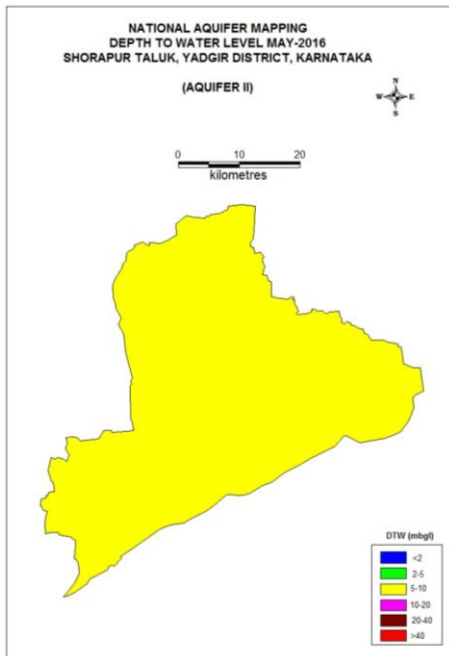 NATIONAL AQUIFER MAPPING
DEPTH TO WATER LEVEL MAY-2016
SHORAPUR TALUK, YADGIR DISTRICT, KARNATAKA
(AQUIFER II)
N
W E
S
0 10 20
kilometres
DTW (mbgl)
<2
2-5
5-10
10-20
20-40
>40